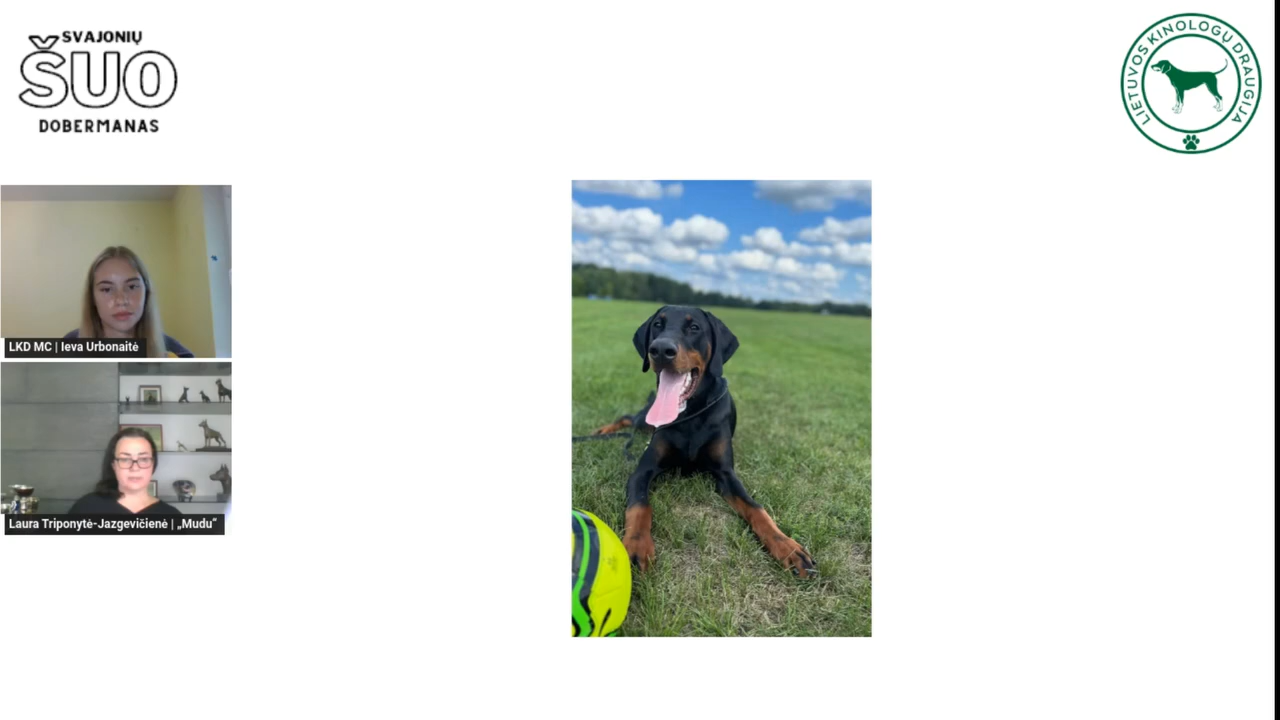 SVAJONIŲ
ŠUO
DOBERMANAS
LIETUVOS KINOLOGŲ DRAUGIJA
LKD MC | Ieva Urbonaitė
Laura Triponytė-Jazgevičienė | „Mudu“